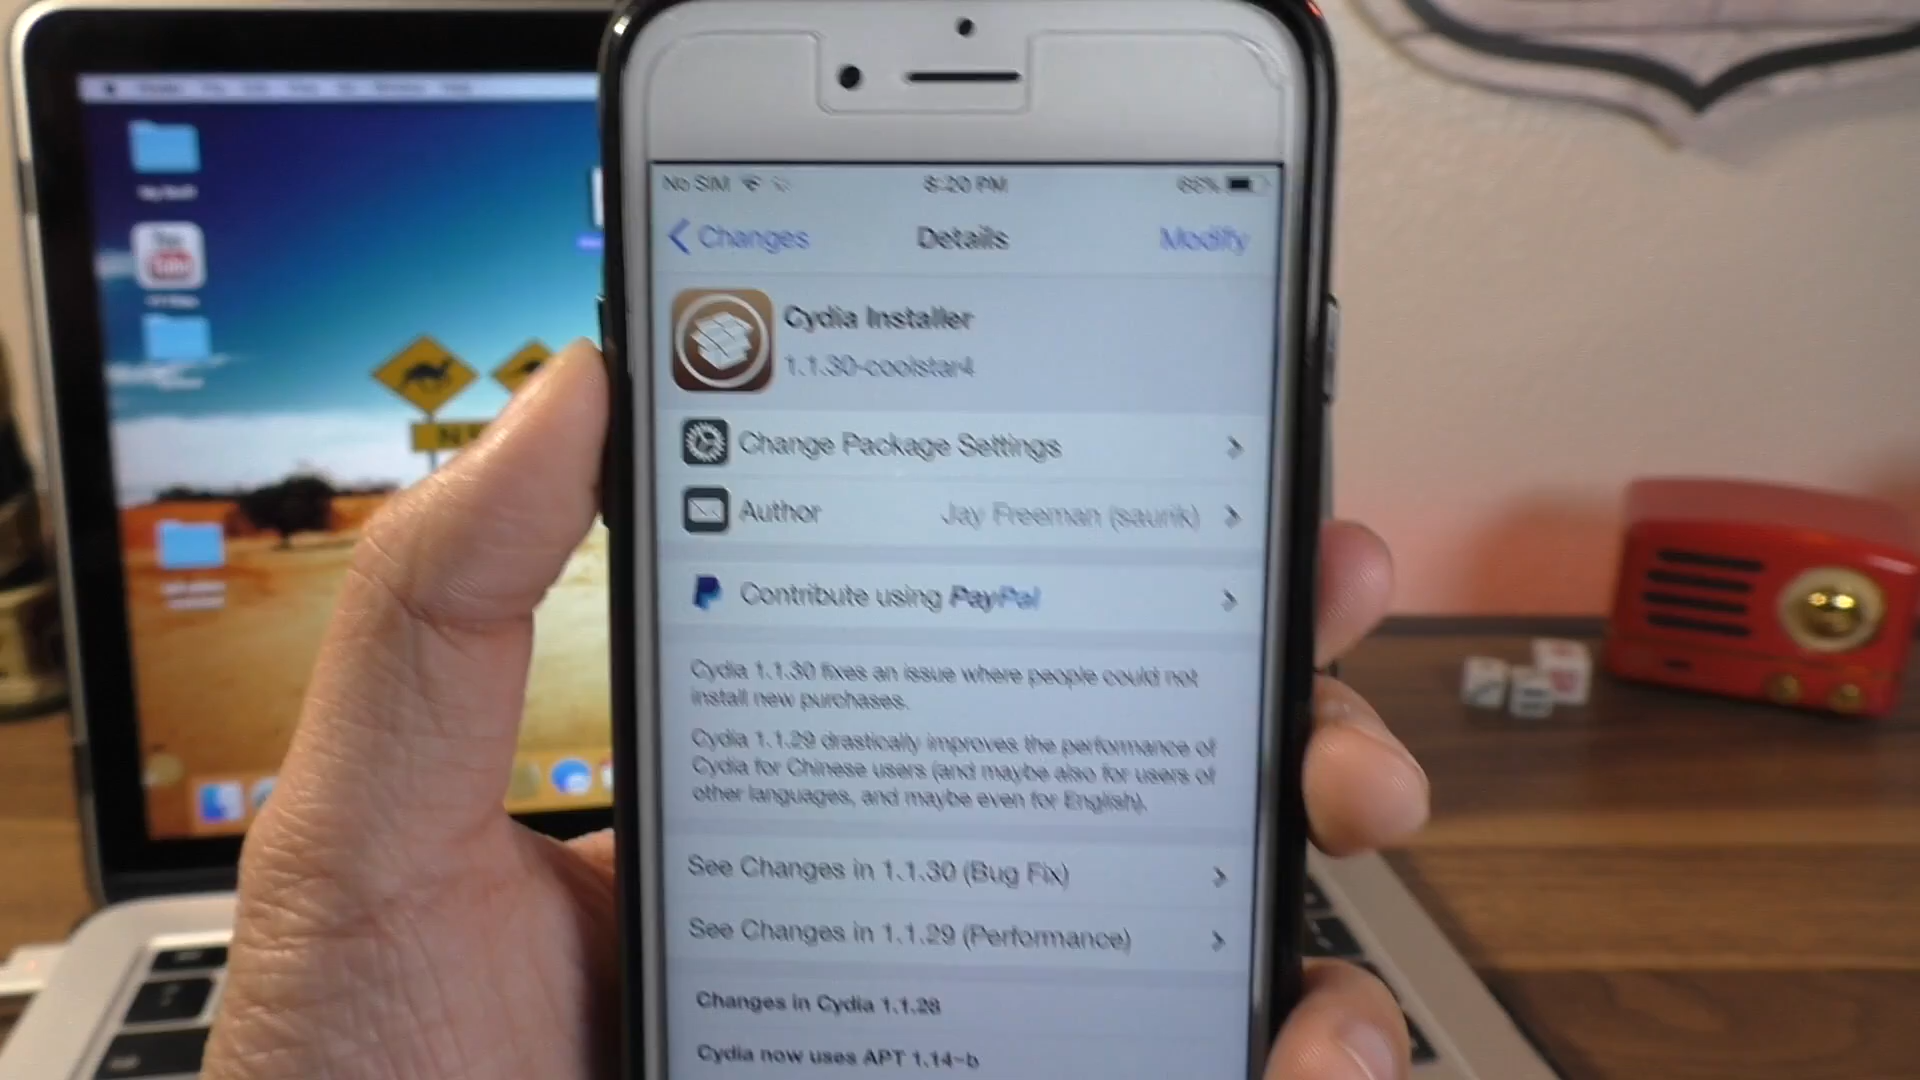 No SIM 8:20 PM 66%
Changes Details Modify
Cydia Installer
1.1.30-coolstar4
Change Package Settings
Author Jay Freeman (saurik)
Contribute using PayPal
Cydia 1.1.30 fixes an issue where people could not
install new purchases.
Cydia 1.1.29 drastically improves the performance of
Cydia for Chinese users (and maybe also for users of
other languages, and maybe even for English).
See Changes in 1.1.30 (Bug Fix)
See Changes in 1.1.29 (Performance)
Changes in Cydia 1.1.28
Cydia now uses APT 1.14-b